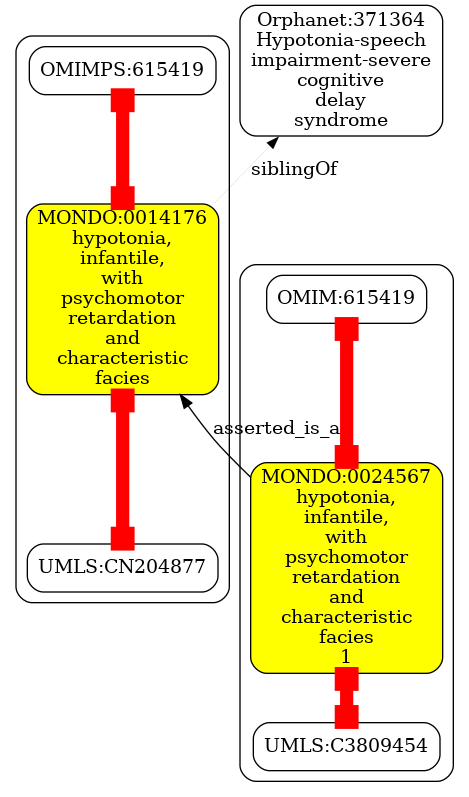 Orphanet:371364
Hypotonia-speech
impairment-severe
cognitive
delay
syndrome
OMIMPS:615419
siblingOf
MONDO:0014176
hypotonia,
infantile,
with
psychomotor
retardation
and
characteristic
facies
OMIM:615419
asserted_is_a
MONDO:0024567
hypotonia,
infantile,
with
psychomotor
retardation
and
characteristic
facies
1
UMLS:CN204877
UMLS:C3809454